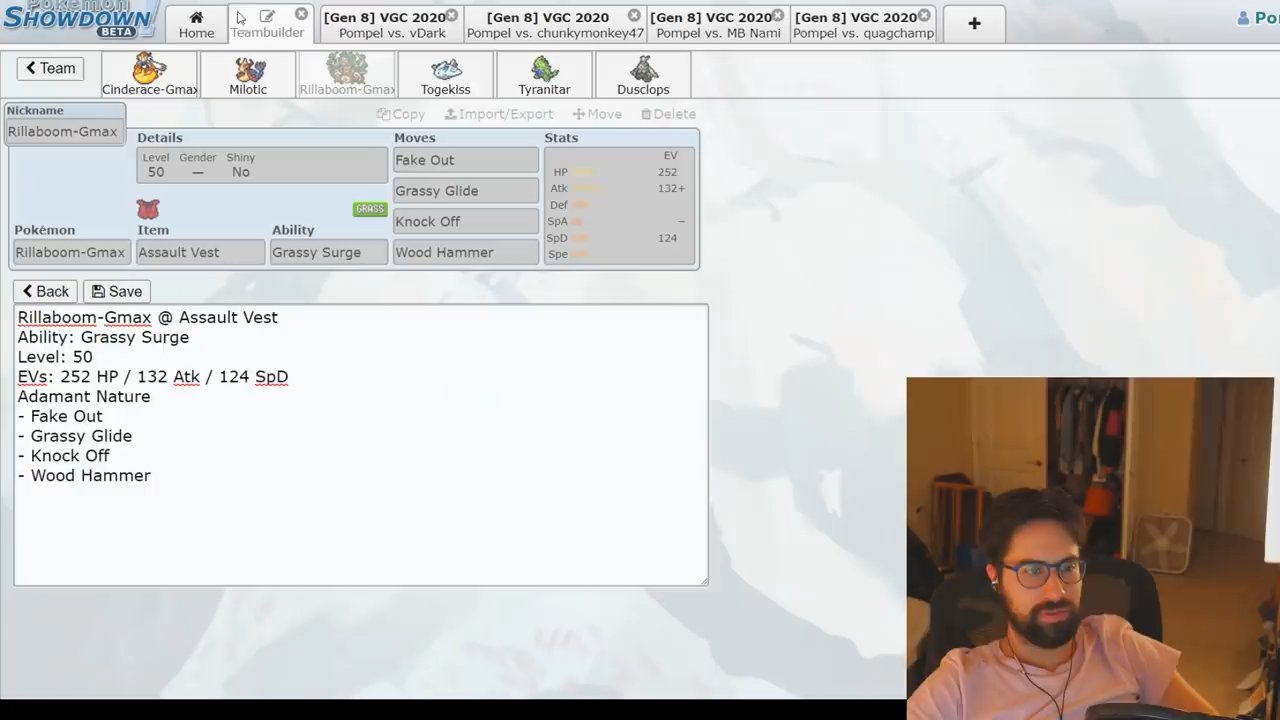 Pokémon
SHOWDOWN
BETA
Home
Teambuilder
[Gen 8] VGC 2020
Pompel vs. vDark
[Gen 8] VGC 2020
Pompel vs. chunkymonkey47
[Gen 8] VGC 2020
Pompel vs. MB Nami
[Gen 8] VGC 2020
Pompel vs. quagchamp
Team
Cinderace-Gmax
Milotic
Rillaboom-Gmax
Togekiss
Tyranitar
Dusclops
Copy
Import/Export
Move
Delete
Nickname
Rillaboom-Gmax
Details
Level Gender Shiny
50 — No
Moves
Fake Out
Grassy Glide
Knock Off
Wood Hammer
Stats
EV
HP 252
Atk 132+
Def
SpA –
SpD 124
Spe
GRASS
Pokémon
Rillaboom-Gmax
Item
Assault Vest
Ability
Grassy Surge
Back
Save
Rillaboom-Gmax @ Assault Vest
Ability: Grassy Surge
Level: 50
EVs: 252 HP / 132 Atk / 124 SpD
Adamant Nature
- Fake Out
- Grassy Glide
- Knock Off
- Wood Hammer